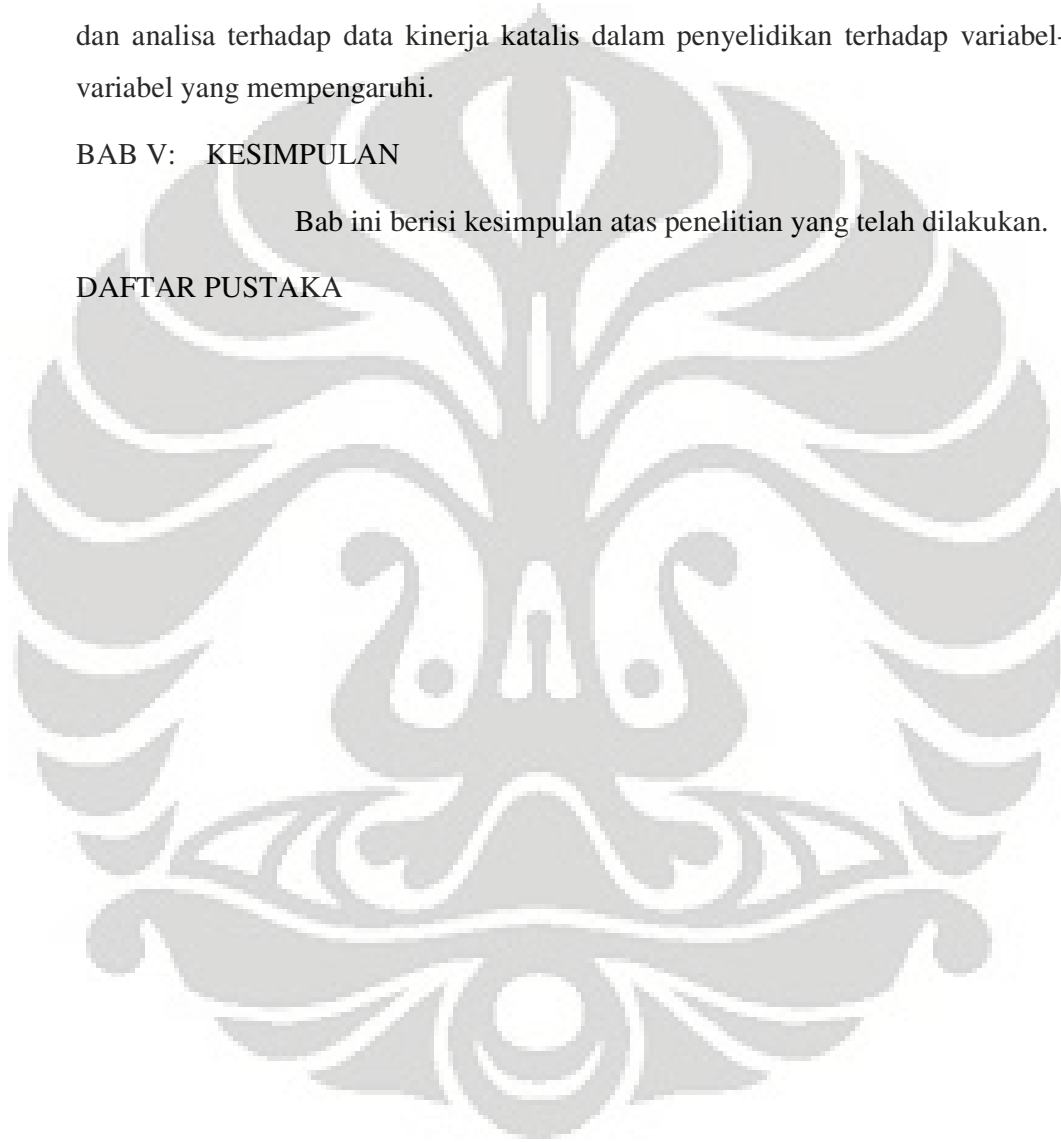 dan analisa terhadap data kinerja katalis dalam penyelidikan terhadap variabel-
variabel yang mempengaruhi.
BAB V: KESIMPULAN
Bab ini berisi kesimpulan atas penelitian yang telah dilakukan.
DAFTAR PUSTAKA